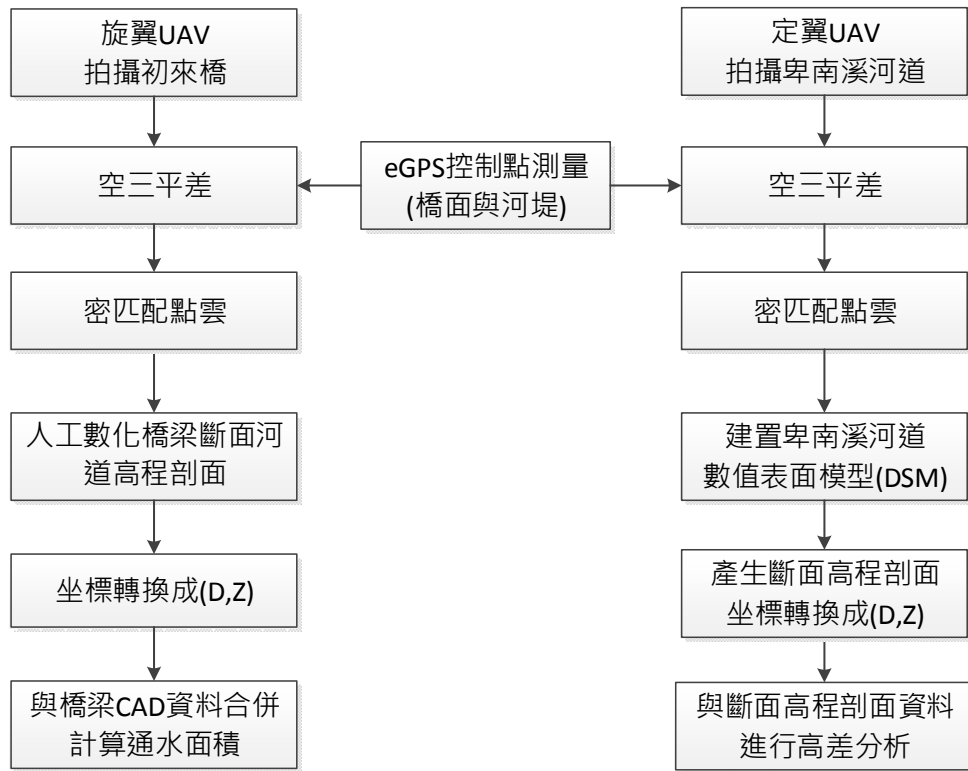 旋翼UAV
拍攝初來橋
空三平差
密匹配點雲
人工數化橋梁斷面河
道高程剖面
坐標轉換成(D,Z)
與橋梁CAD資料合併
計算通水面積
eGPS控制點測量
(橋面與河堤)
定翼UAV
拍攝卑南溪河道
空三平差
密匹配點雲
建置卑南溪河道
數值表面模型(DSM)
產生斷面高程剖面
坐標轉換成(D,Z)
與斷面高程剖面資料
進行高差分析